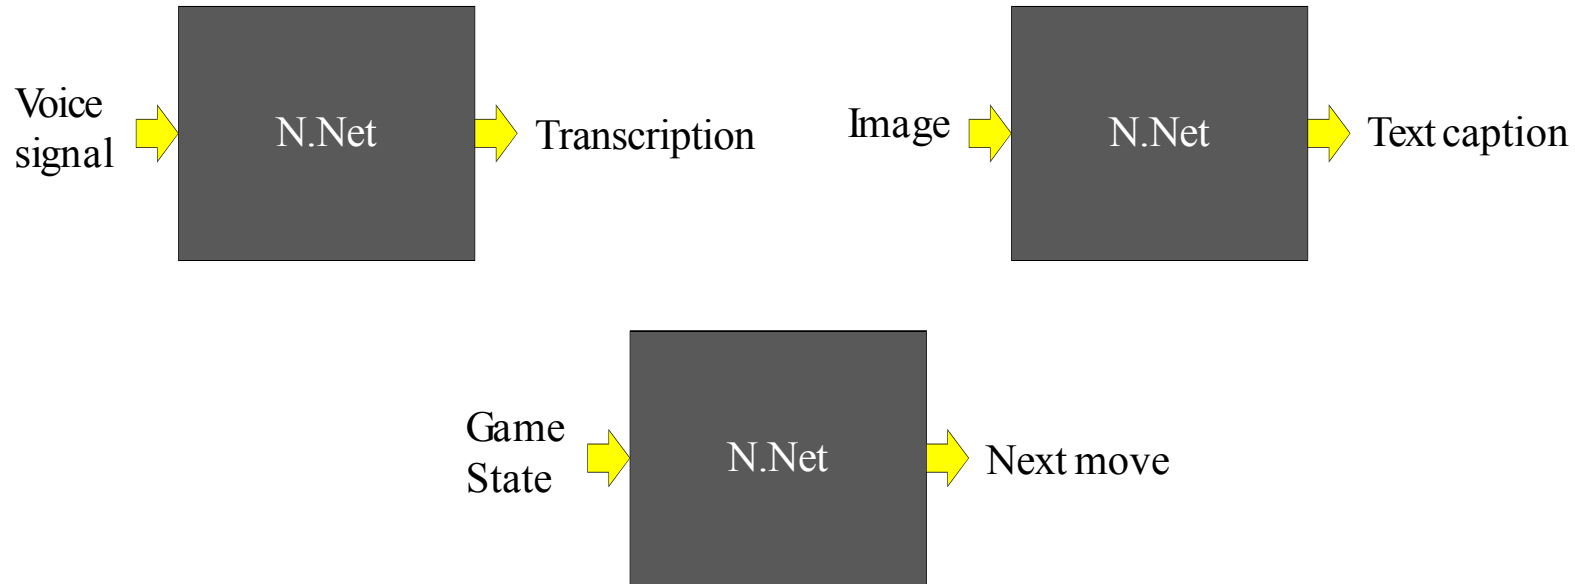 Voice
signal
N.Net
Transcription
Image
N.Net
Text caption
Game
State
N.Net
Next move